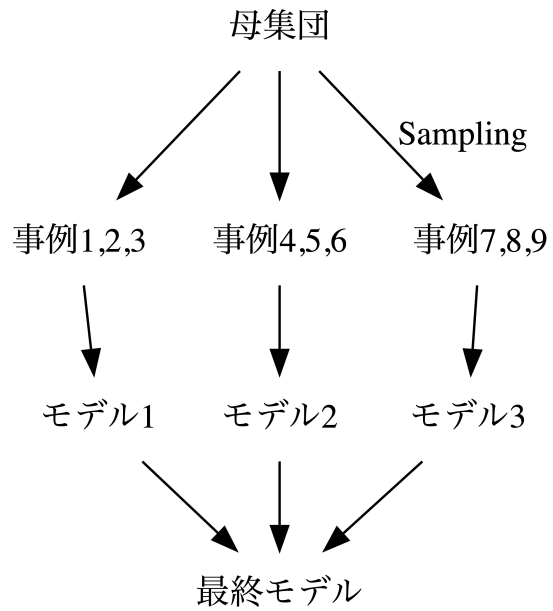 母集団
Sampling
事例1,2,3
事例4,5,6
事例7,8,9
モデル1
モデル2
モデル3
最終モデル